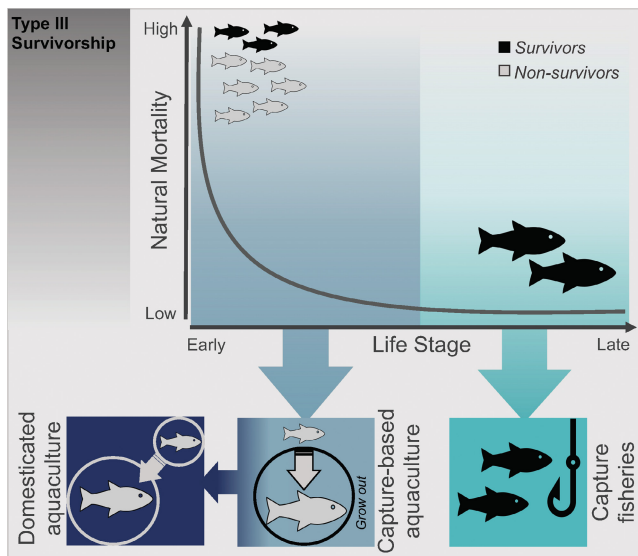 Type III
Survivorship
High
Survivors
Non-survivors
Natural Mortality
Low
Early
Life Stage
Late
Domesticated
aquaculture
Grow out
Capture-based
aquaculture
Capture
fisheries